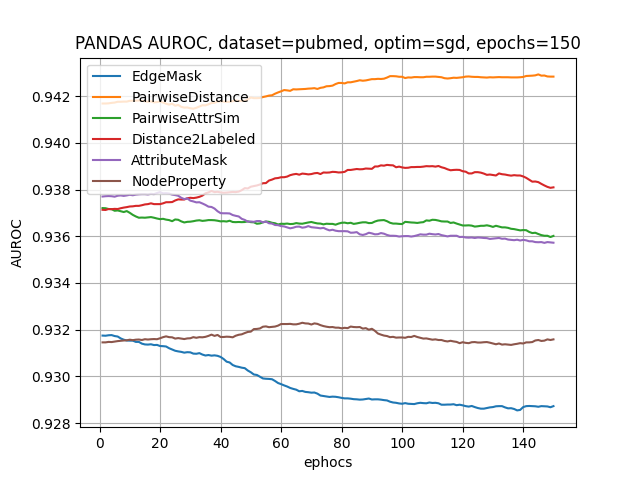 PANDAS AUROC, dataset=pubmed, optim=sgd, epochs=150
EdgeMask
PairwiseDistance
PairwiseAttrSim
Distance2Labeled
AttributeMask
NodeProperty
AUROC
0.942
0.940
0.938
0.936
0.934
0.932
0.930
0.928
0 20 40 60 80 100 120 140
ephocs